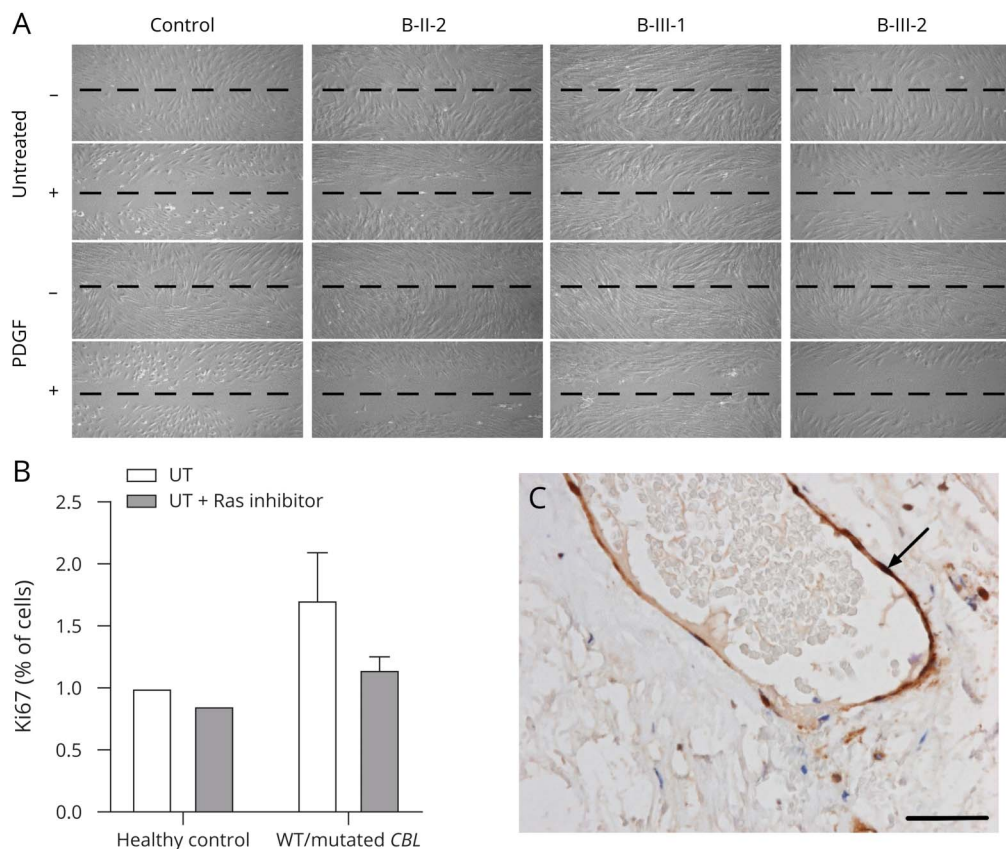 A
Control B-II-2 B-III-1 B-III-2
Untreated
–
+
PDGF
–
+
B
UT
UT + Ras inhibitor
Ki67 (% of cells)
2.5
2.0
1.5
1.0
0.5
0.0
Healthy control WT/mutated CBL
C